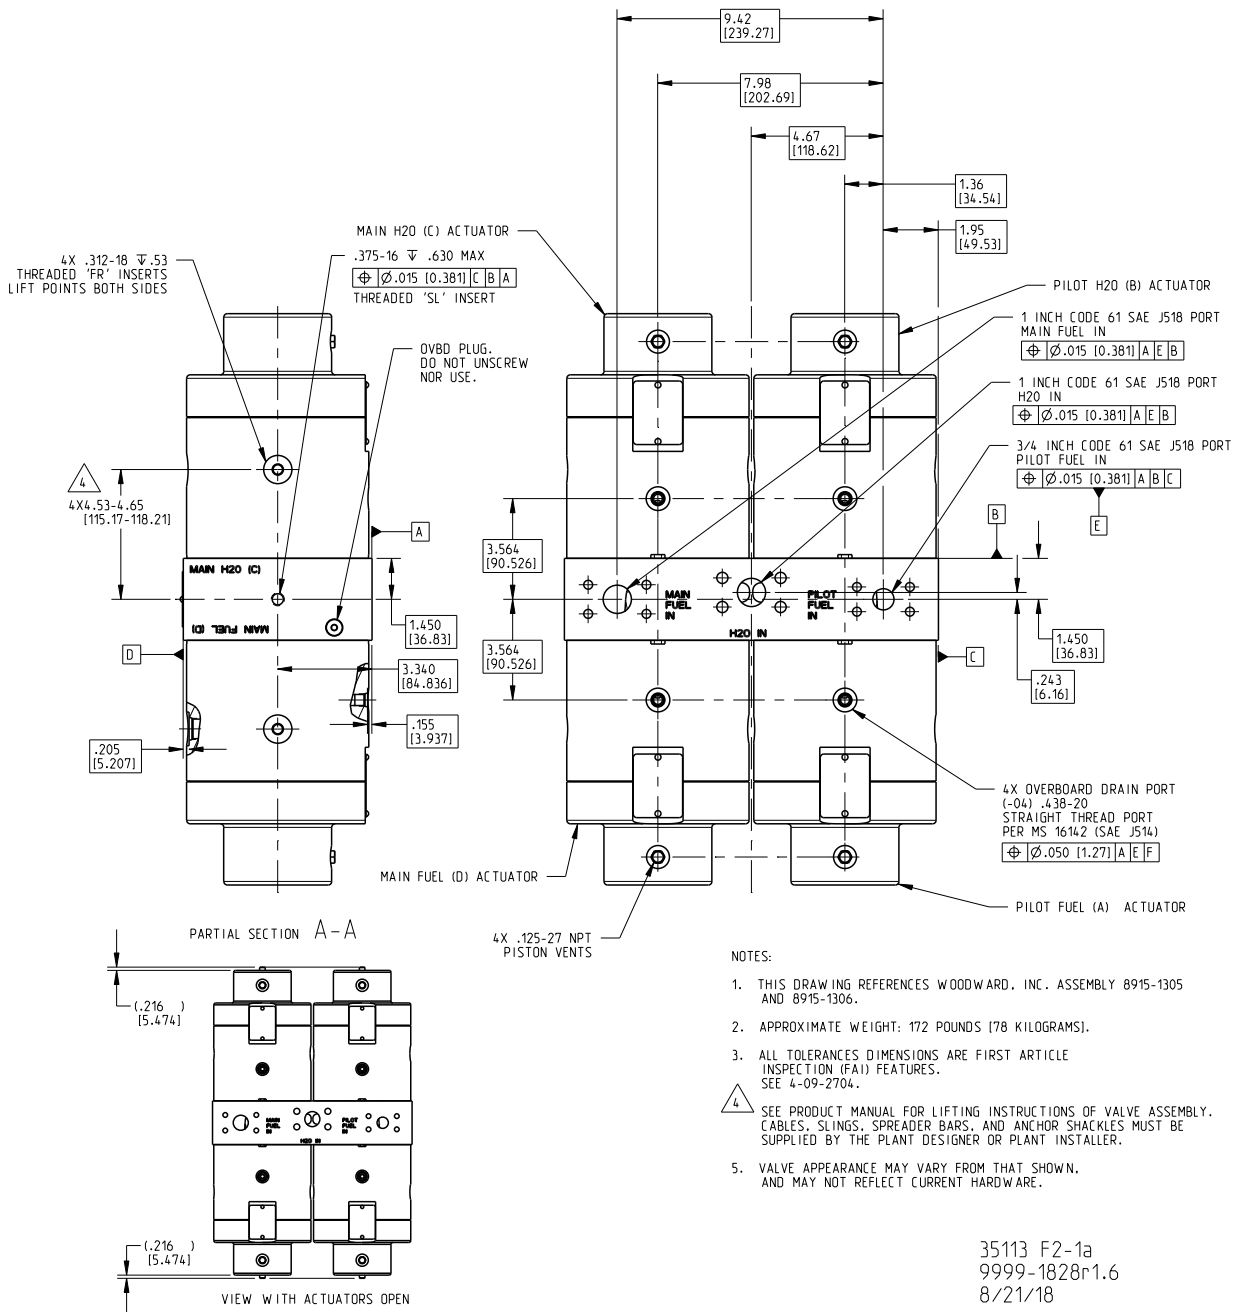 9.42
[239.27]
7.98
[202.69]
4.67
[118.62]
1.36
[34.54]
1.95
[49.53]
MAIN H20 (C) ACTUATOR
4X .312-18 ↧.53
THREADED 'FR' INSERTS
LIFT POINTS BOTH SIDES
.375-16 ↧ .630 MAX
⌖ Ø.015 [0.381] C B A
THREADED 'SL' INSERT
PILOT H20 (B) ACTUATOR
1 INCH CODE 61 SAE J518 PORT
MAIN FUEL IN
⌖ Ø.015 [0.381] A E B
OVBD PLUG.
DO NOT UNSCREW
NOR USE.
1 INCH CODE 61 SAE J518 PORT
H20 IN
⌖ Ø.015 [0.381] A E B
3/4 INCH CODE 61 SAE J518 PORT
PILOT FUEL IN
⌖ Ø.015 [0.381] A B C
4
4X4.53-4.65
[115.17-118.21]
A
B
E
3.564
[90.526]
MAIN H20 (C)
MAIN FUEL (D)
MAIN
FUEL
IN
PILOT
FUEL
IN
H20 IN
1.450
[36.83]
1.450
[36.83]
D
C
3.564
[90.526]
3.340
[84.836]
.243
[6.16]
.155
[3.937]
.205
[5.207]
4X OVERBOARD DRAIN PORT
(-04) .438-20
STRAIGHT THREAD PORT
PER MS 16142 (SAE J514)
⌖ Ø.050 [1.27] A E F
MAIN FUEL (D) ACTUATOR
PILOT FUEL (A) ACTUATOR
4X .125-27 NPT
PISTON VENTS
PARTIAL SECTION A-A
(.216 )
[5.474]
MAIN
FUEL
IN
PILOT
FUEL
IN
H20 IN
(.216 )
[5.474]
VIEW WITH ACTUATORS OPEN
NOTES:
1. THIS DRAWING REFERENCES WOODWARD, INC. ASSEMBLY 8915-1305
AND 8915-1306.
2. APPROXIMATE WEIGHT: 172 POUNDS [78 KILOGRAMS].
3. ALL TOLERANCES DIMENSIONS ARE FIRST ARTICLE
INSPECTION (FAI) FEATURES.
SEE 4-09-2704.
4 SEE PRODUCT MANUAL FOR LIFTING INSTRUCTIONS OF VALVE ASSEMBLY.
CABLES, SLINGS, SPREADER BARS, AND ANCHOR SHACKLES MUST BE
SUPPLIED BY THE PLANT DESIGNER OR PLANT INSTALLER.
5. VALVE APPEARANCE MAY VARY FROM THAT SHOWN,
AND MAY NOT REFLECT CURRENT HARDWARE.
35113 F2-1a
9999-1828r1.6
8/21/18